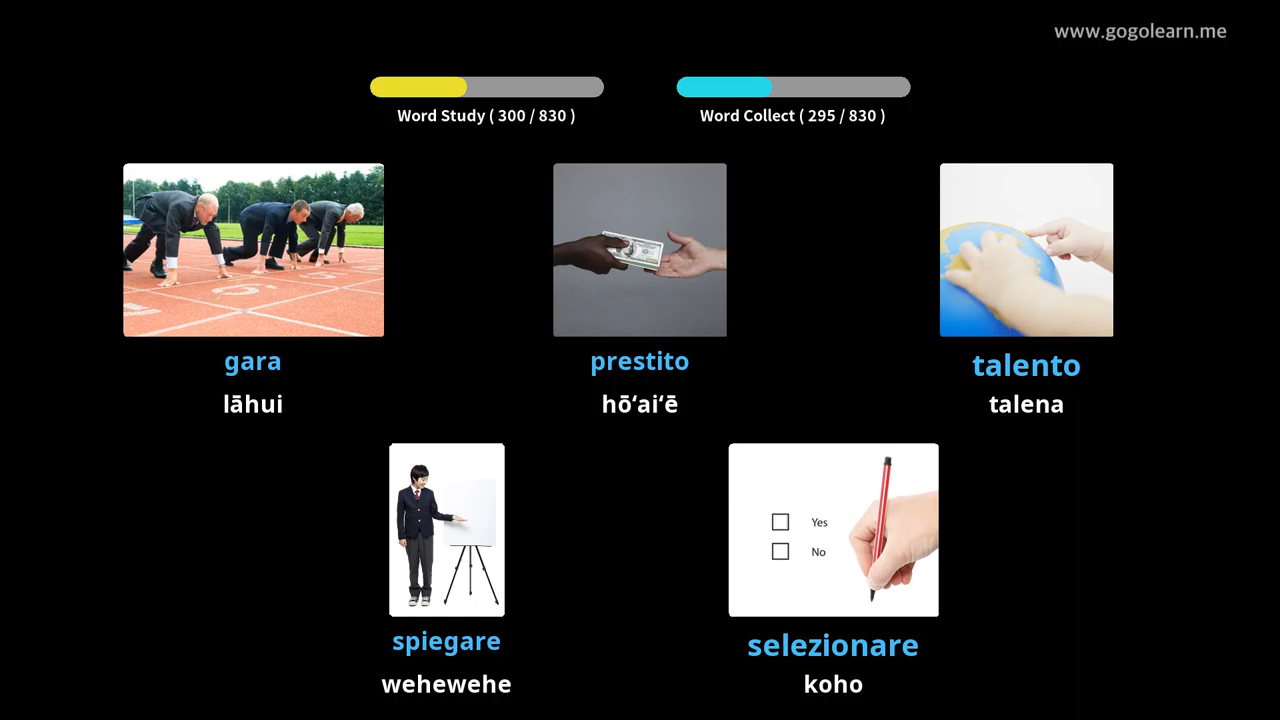 www.gogolearn.me
Word Study ( 300 / 830 )
Word Collect ( 295 / 830 )
gara
prestito
talento
lāhui
hōʻaiʻē
talena
Yes
No
spiegare
selezionare
wehewehe
koho